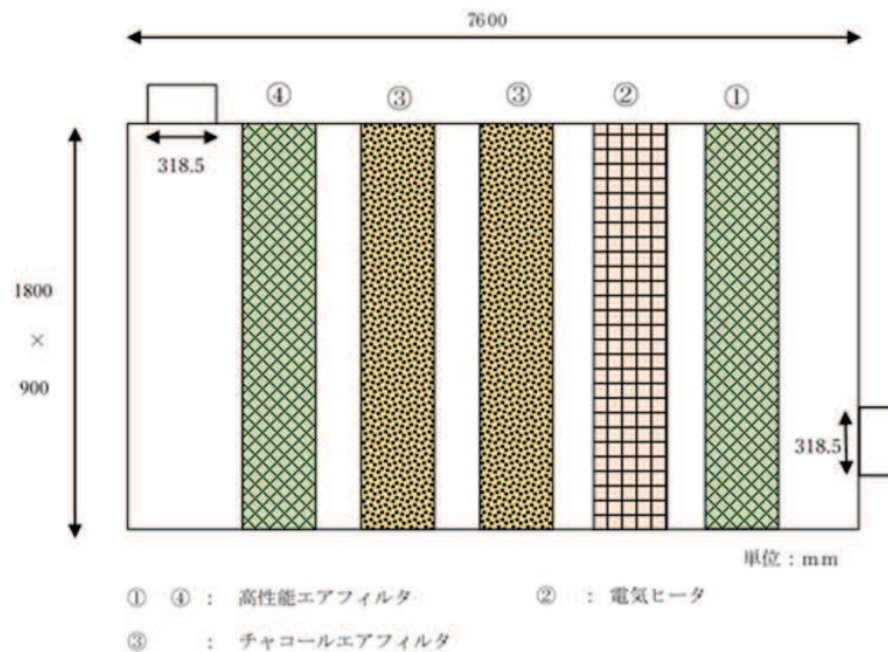 7600
④ ③ ③ ② ①
318.5
1800
×
900
318.5
単位：mm
① ④ ： 高性能エアフィルタ ② ： 電気ヒータ
③ ： チャコールエアフィルタ